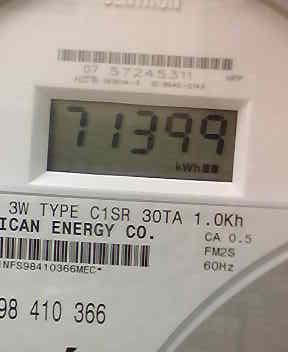 07 57245311
71399
kWh
3W TYPE C1SR 30TA 1.0Kh
ICAN ENERGY CO.
CA 0.5
FM2S
60Hz
NFS98410366MEC
98 410 366